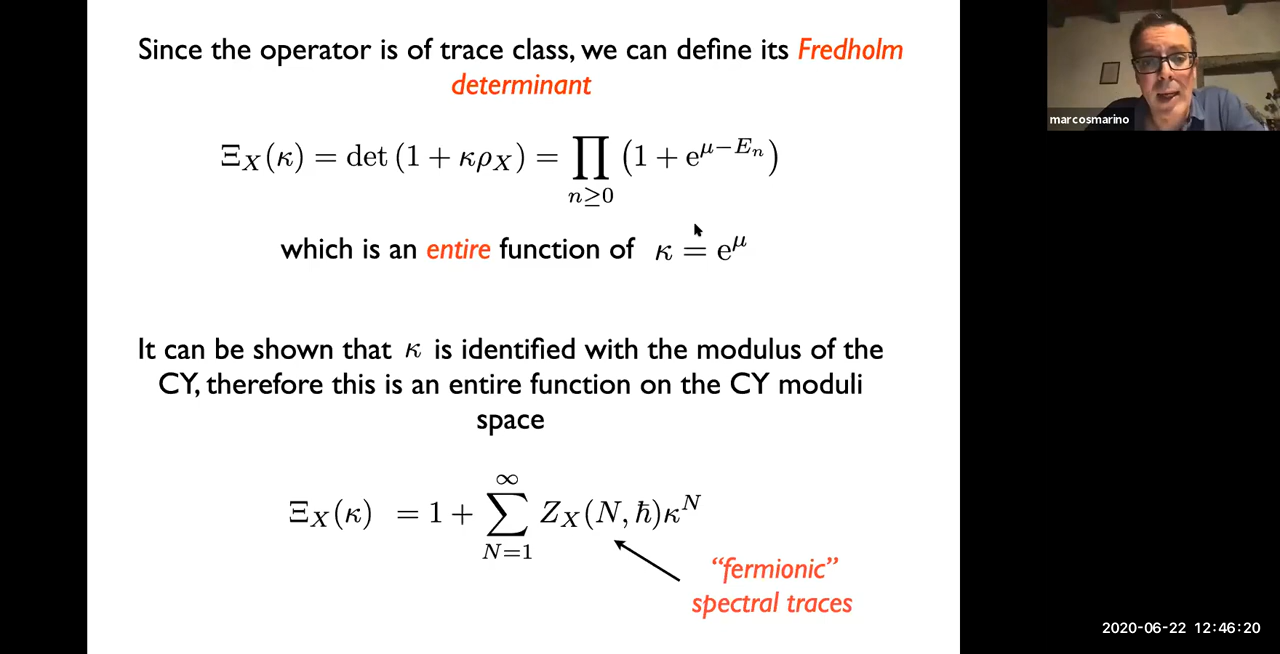 Since the operator is of trace class, we can define its Fredholm
determinant
Ξ_X(κ) = det (1 + κρ_X) = ∏_{n≥0} (1 + e^{μ−E_n})
which is an entire function of κ = e^μ
It can be shown that κ is identified with the modulus of the
CY, therefore this is an entire function on the CY moduli
space
Ξ_X(κ) = 1 + ∑_{N=1}^{∞} Z_X(N, ħ)κ^N
“fermionic”
spectral traces
marcosmarino
2020-06-22 12:46:20